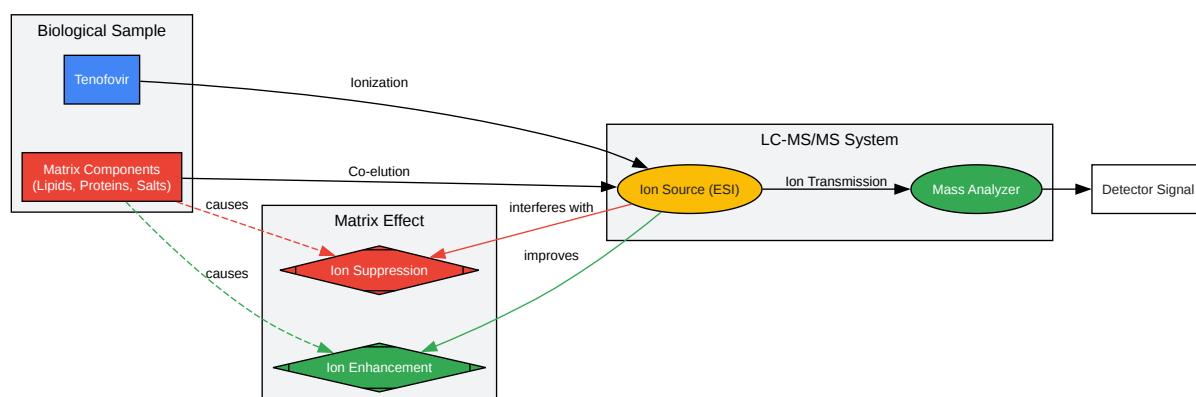 Biological Sample
Tenofovir
Ionization
Matrix Components
(Lipids, Proteins, Salts)
Co-elution
LC-MS/MS System
Ion Source (ESI)
Ion Transmission
Mass Analyzer
Detector Signal
causes
interferes with
Matrix Effect
Ion Suppression
causes
improves
Ion Enhancement